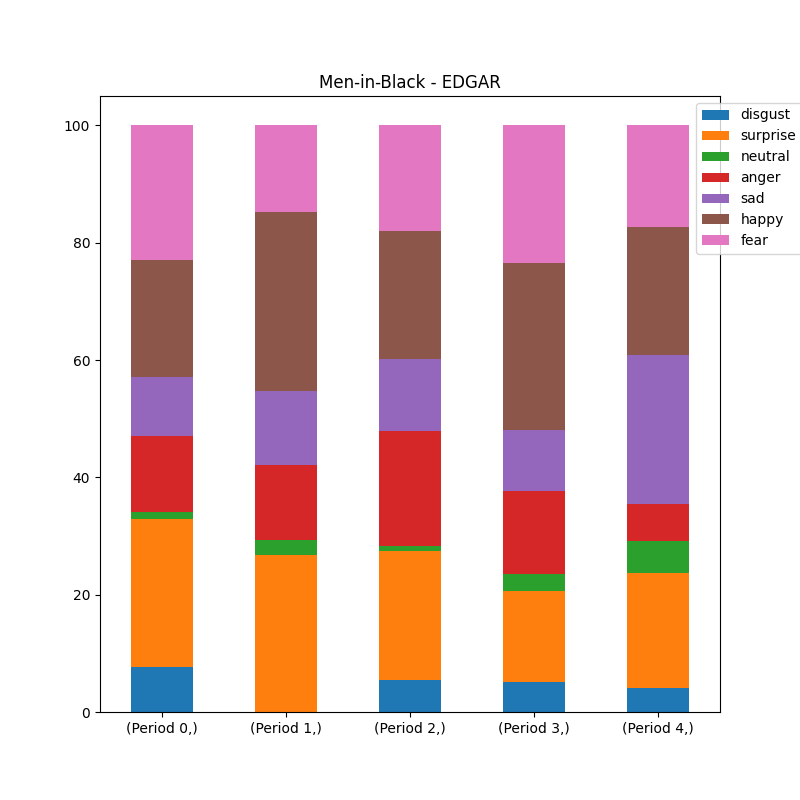 Men-in-Black - EDGAR
100
80
60
40
20
0
disgust
surprise
neutral
anger
sad
happy
fear
(Period 0,) (Period 1,) (Period 2,) (Period 3,) (Period 4,)